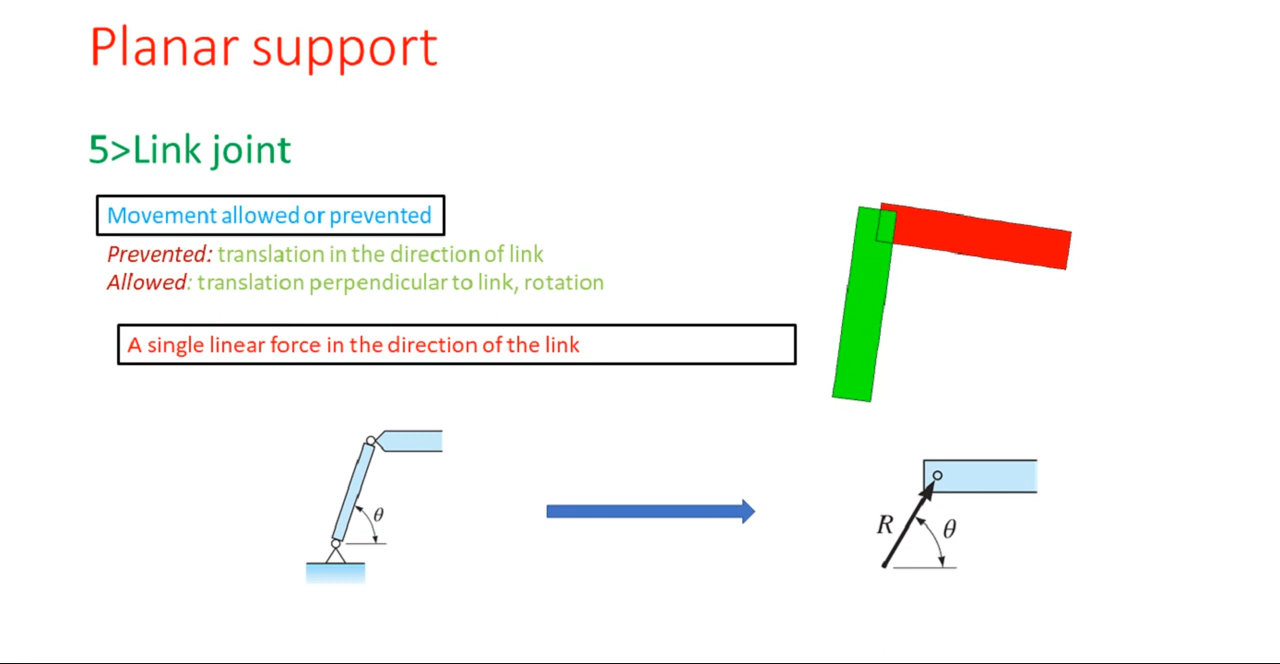 Planar support
5>Link joint
Movement allowed or prevented
Prevented: translation in the direction of link
Allowed: translation perpendicular to link, rotation
A single linear force in the direction of the link
θ
R
θ